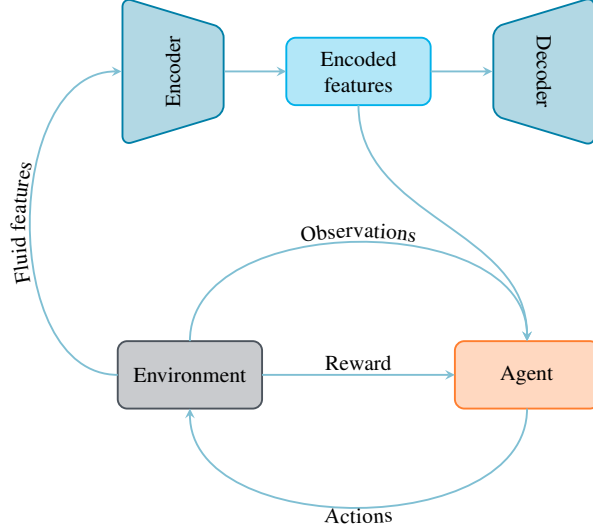 Encoder
Encoded
features
Decoder
Fluid features
Observations
Environment
Reward
Agent
Actions